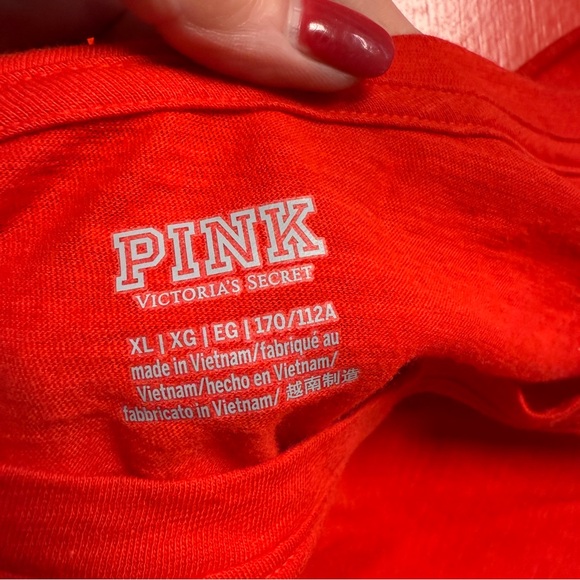 PINK
VICTORIA'S SECRET
XL | XG | EG | 170/112A
made in Vietnam/fabriqué au
Vietnam/hecho en Vietnam/
fabbricato in Vietnam/ 越南制造